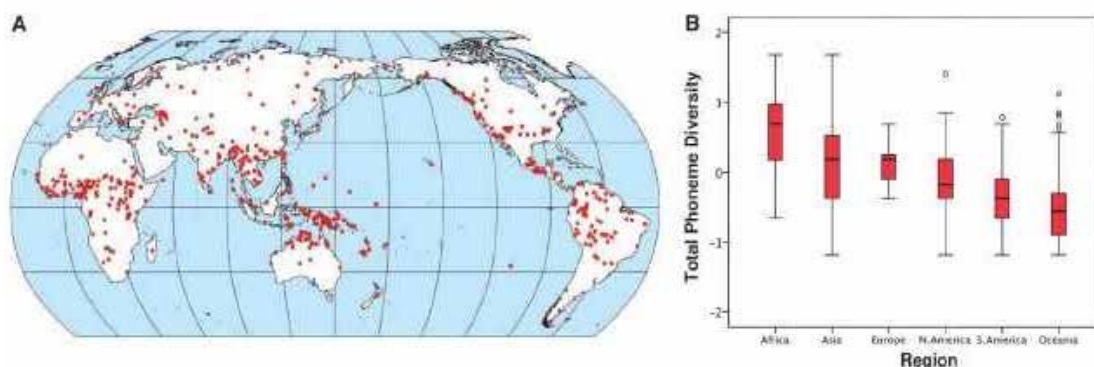 A
B
Total Phoneme Diversity
2
1
0
-1
-2
Africa Asia Europe N.America S.America Oceania
Region